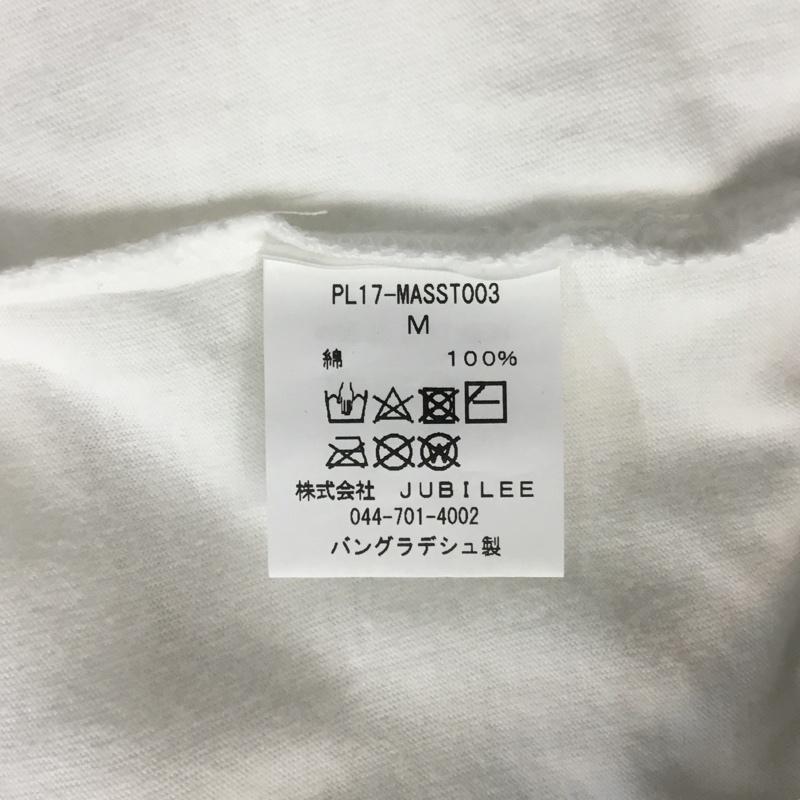 PL17-MASST003
M
綿 100%
株式会社 JUBILEE
044-701-4002
バングラデシュ製